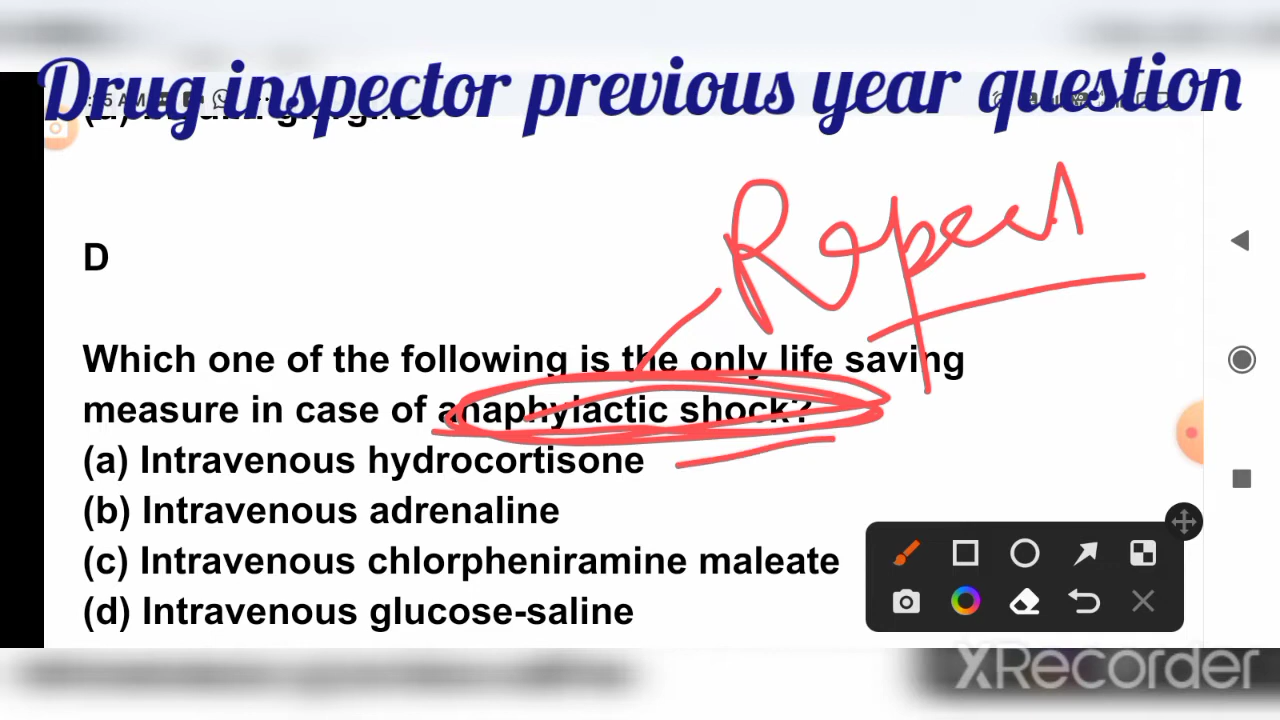 Drug inspector previous year question
Repeat
D
Which one of the following is the only life saving
measure in case of anaphylactic shock?
(a) Intravenous hydrocortisone
(b) Intravenous adrenaline
(c) Intravenous chlorpheniramine maleate
(d) Intravenous glucose-saline
XRecorder